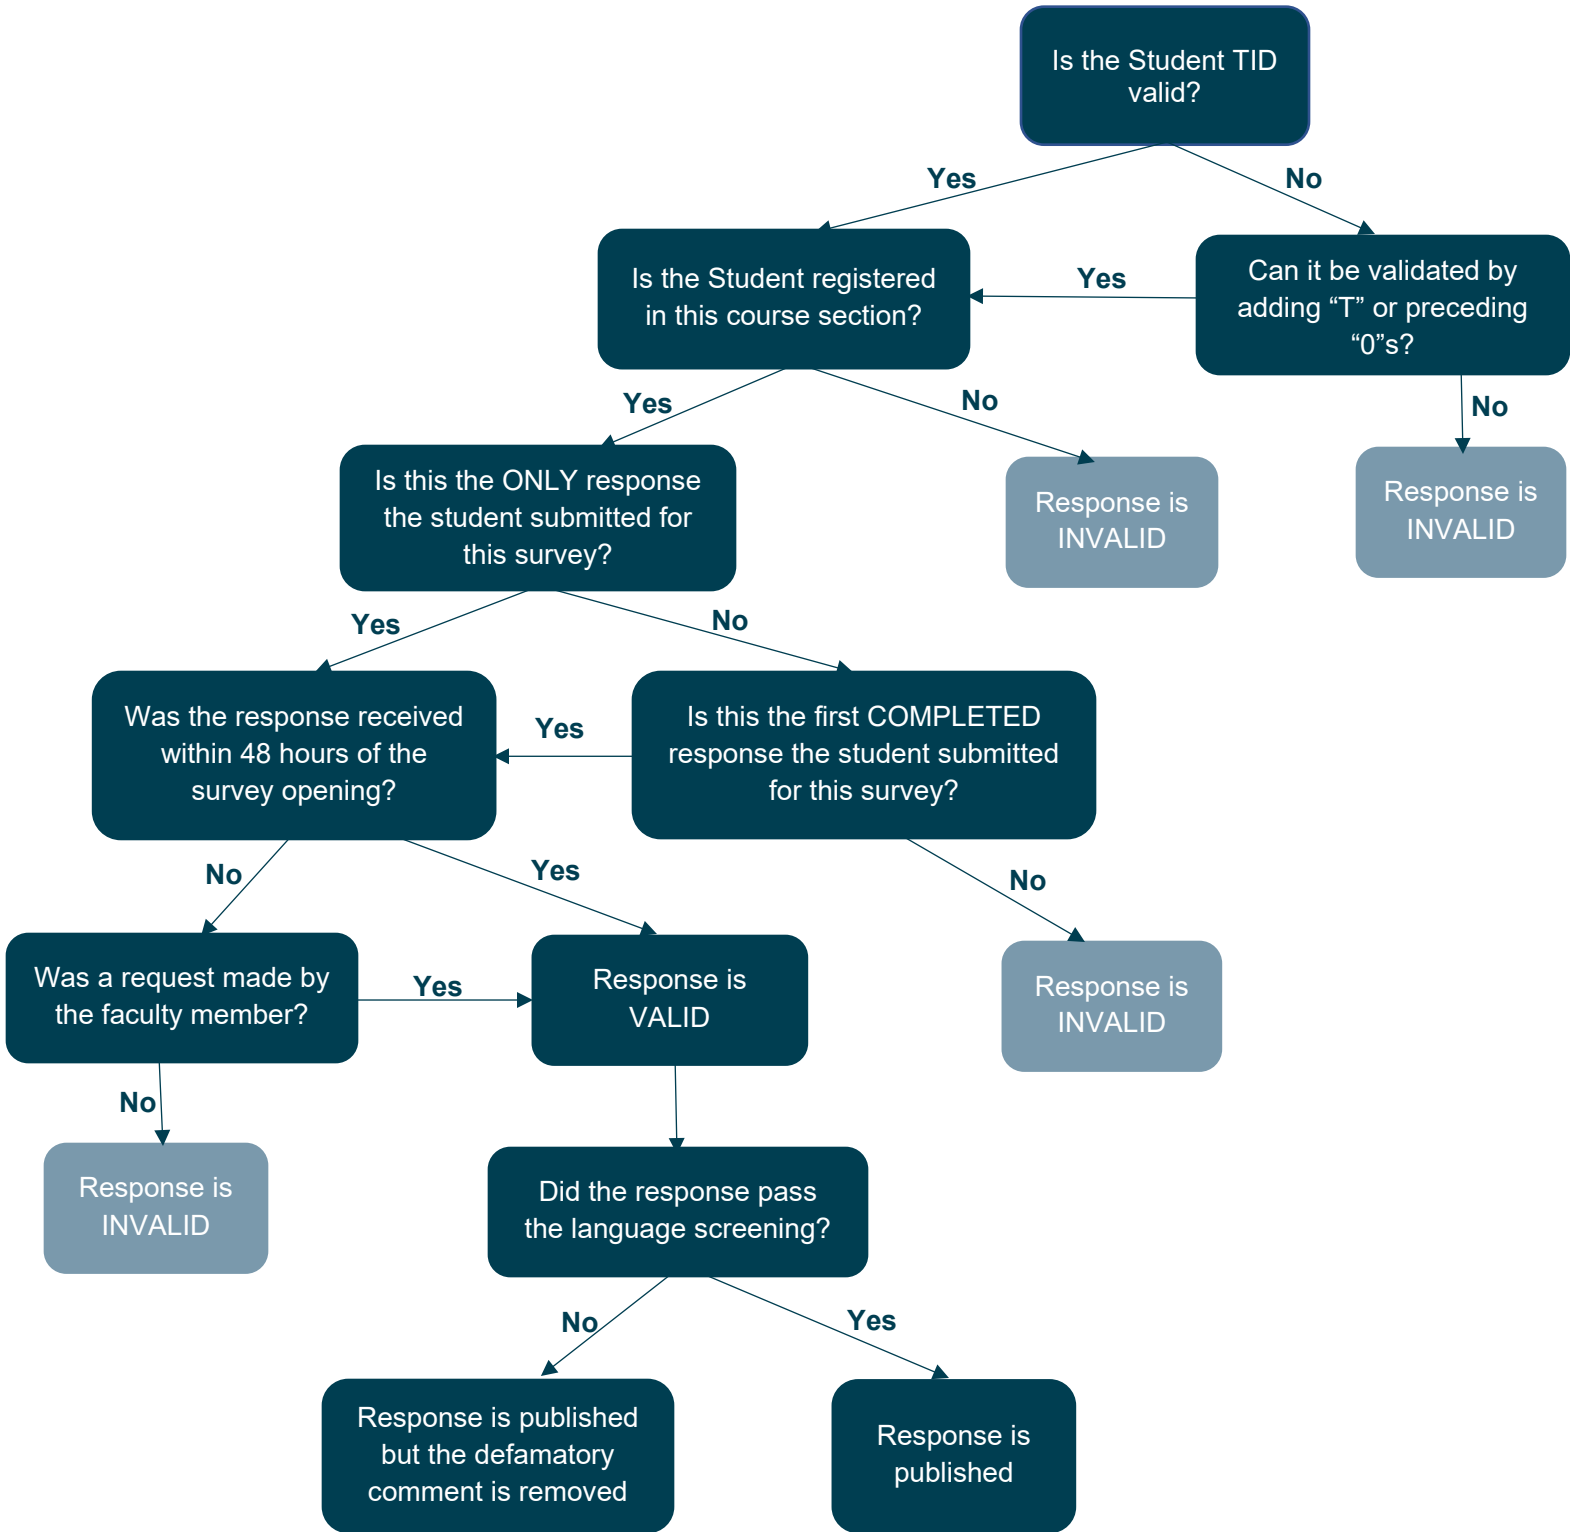 Is the Student TID
valid?
Yes
No
Is the Student registered
in this course section?
Yes
Can it be validated by
adding “T” or preceding
“0”s?
Yes
No
No
Is this the ONLY response
the student submitted for
this survey?
Response is
INVALID
Response is
INVALID
Yes
No
Was the response received
within 48 hours of the
survey opening?
Yes
Is this the first COMPLETED
response the student submitted
for this survey?
No
Yes
No
Was a request made by
the faculty member?
Yes
Response is
VALID
Response is
INVALID
No
Response is
INVALID
Did the response pass
the language screening?
No
Yes
Response is published
but the defamatory
comment is removed
Response is
published